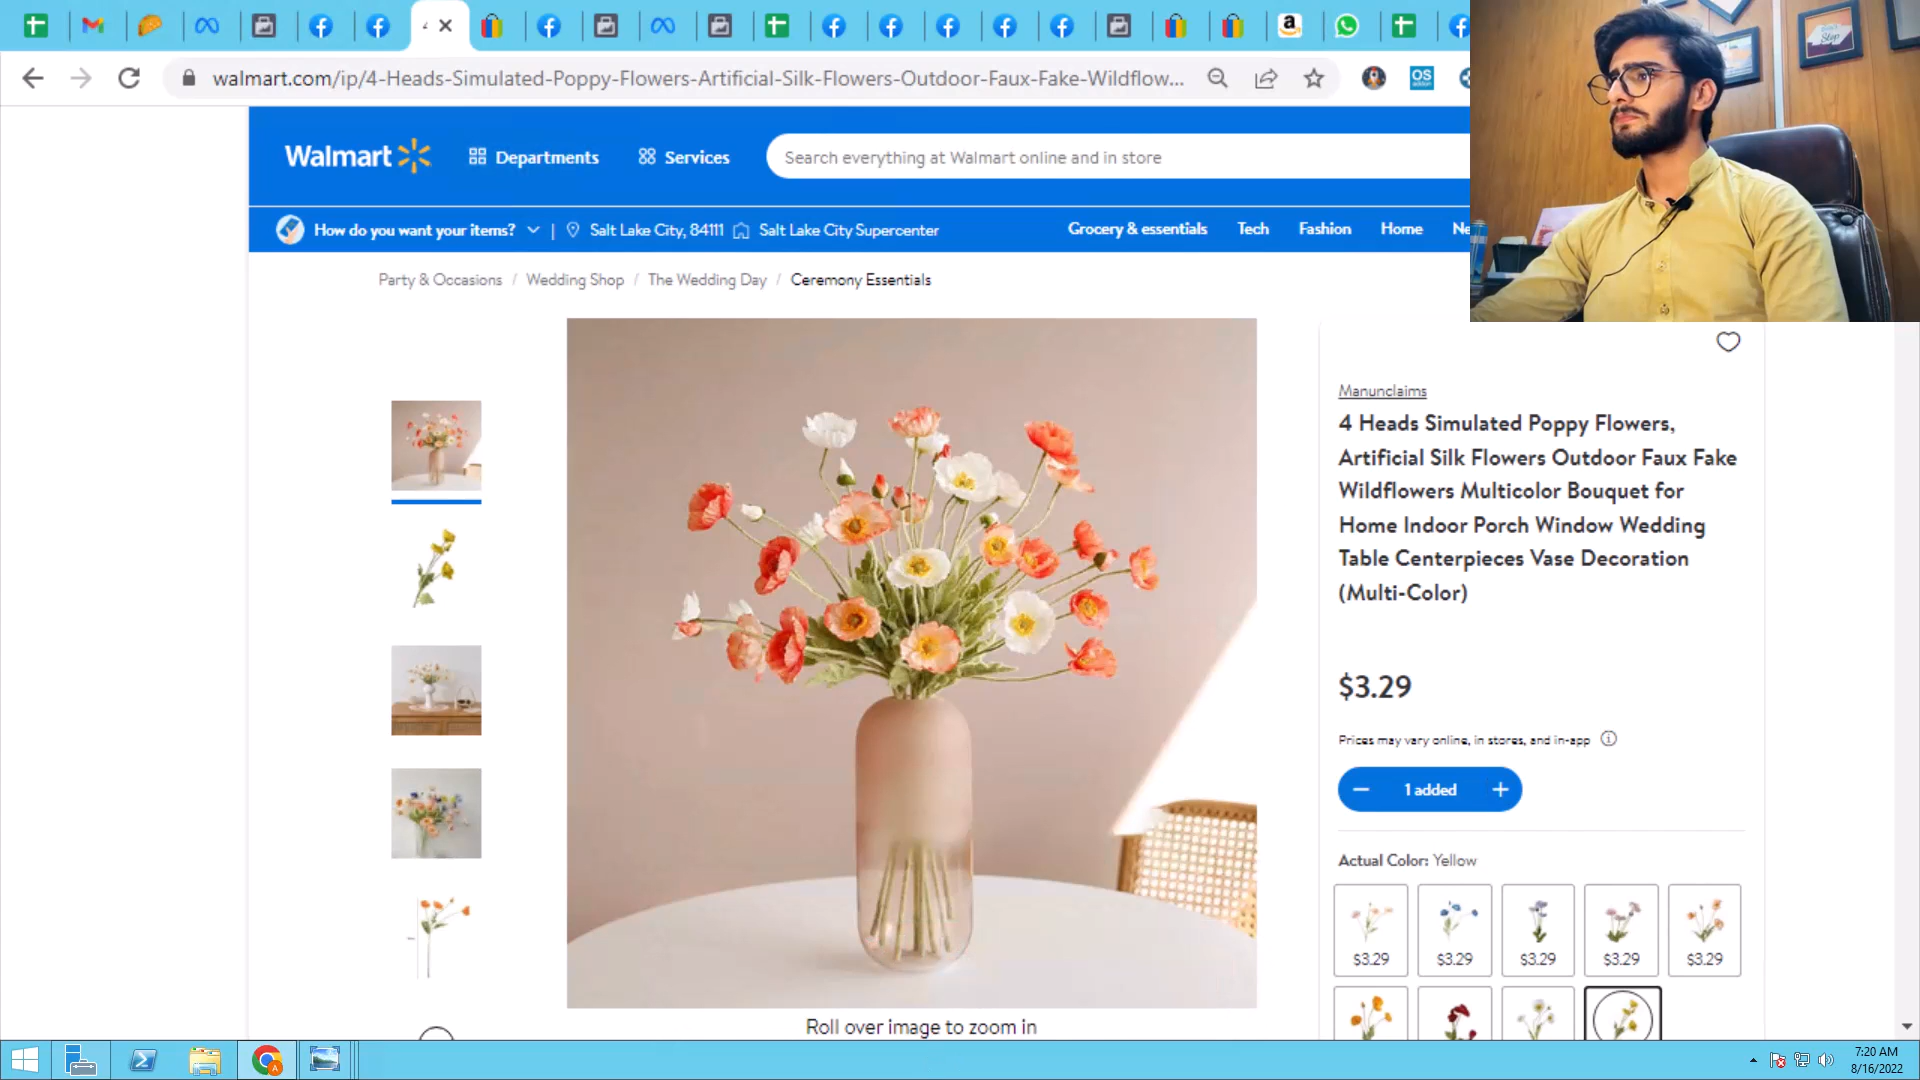 walmart.com/ip/4-Heads-Simulated-Poppy-Flowers-Artificial-Silk-Flowers-Outdoor-Faux-Fake-Wildflow...
OS
Walmart
Departments
Services
Search everything at Walmart online and in store
How do you want your items?
Salt Lake City, 84111
Salt Lake City Supercenter
Grocery & essentials
Tech
Fashion
Home
Ne
Party & Occasions / Wedding Shop / The Wedding Day / Ceremony Essentials
Manunclaims
4 Heads Simulated Poppy Flowers,
Artificial Silk Flowers Outdoor Faux Fake
Wildflowers Multicolor Bouquet for
Home Indoor Porch Window Wedding
Table Centerpieces Vase Decoration
(Multi-Color)
$3.29
Prices may vary online, in stores, and in-app
1 added
Actual Color: Yellow
$3.29
$3.29
$3.29
$3.29
$3.29
Roll over image to zoom in
7:20 AM
8/16/2022